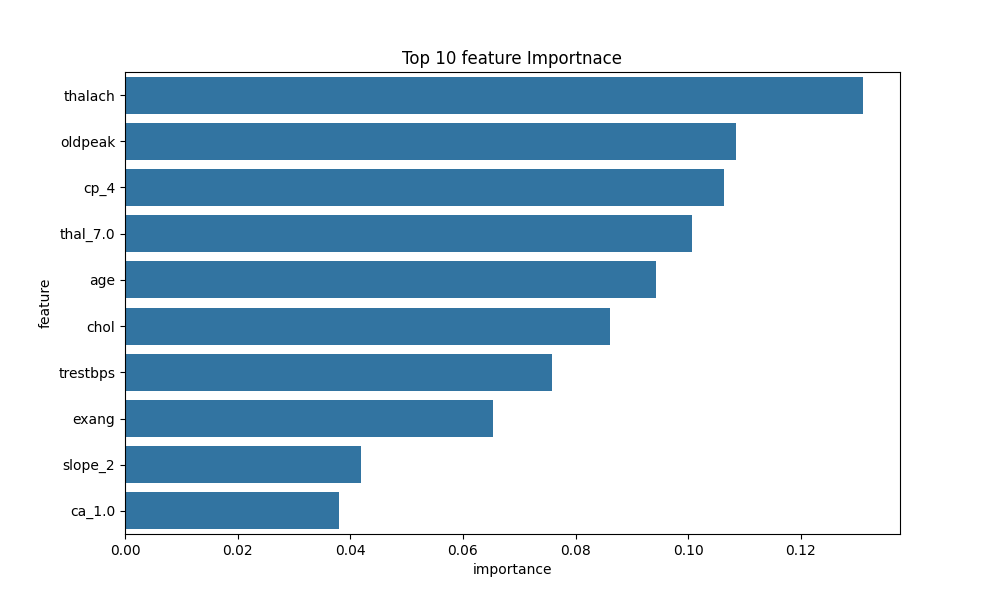 Top 10 feature Importnace
feature
thalach
oldpeak
cp_4
thal_7.0
age
chol
trestbps
exang
slope_2
ca_1.0
0.00 0.02 0.04 0.06 0.08 0.10 0.12
importance